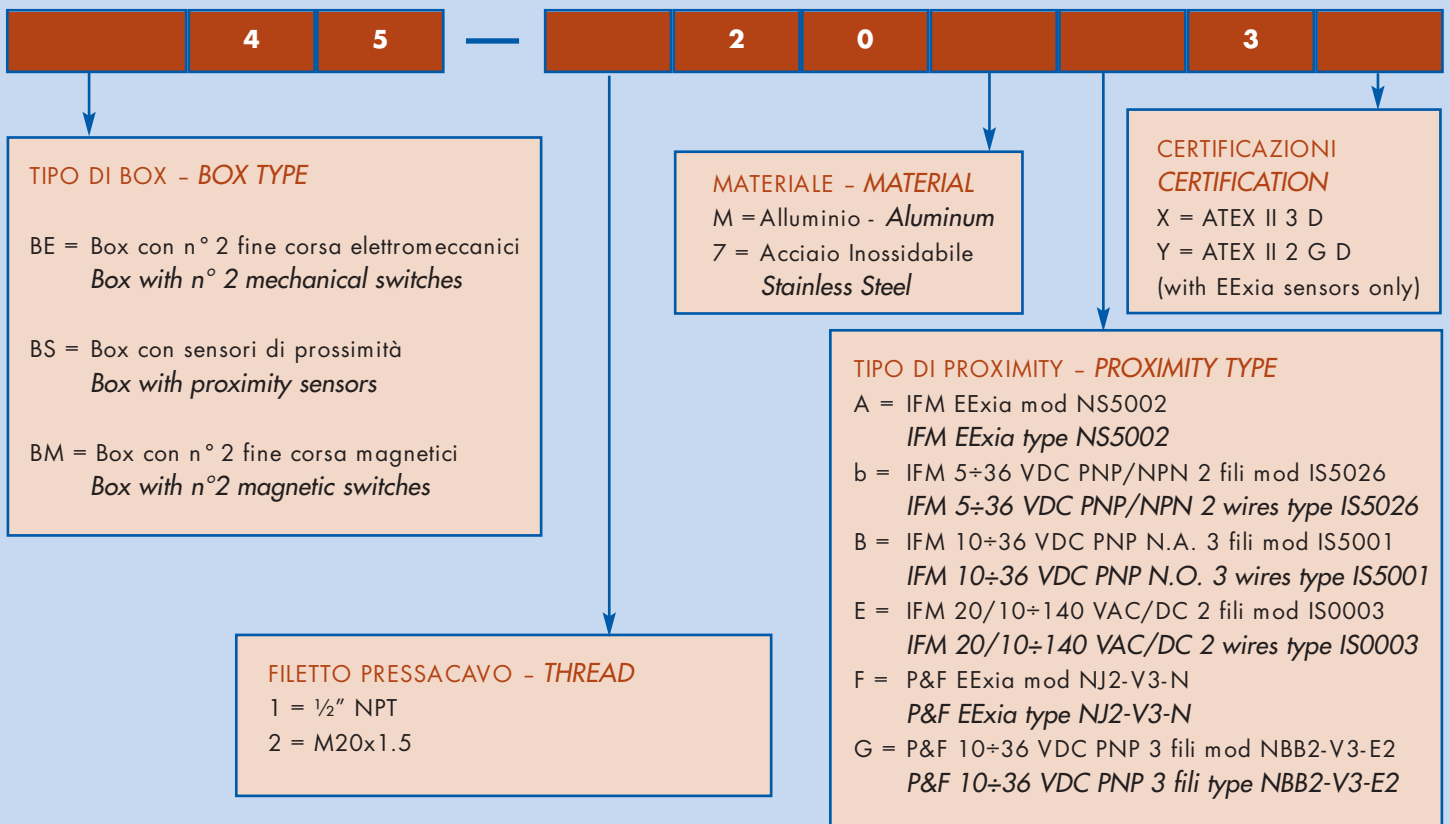 4 5 — 2 0 3
TIPO DI BOX – BOX TYPE
BE = Box con n° 2 fine corsa elettromeccanici
Box with n° 2 mechanical switches
BS = Box con sensori di prossimità
Box with proximity sensors
BM = Box con n° 2 fine corsa magnetici
Box with n°2 magnetic switches
FILETTO PRESSACAVO – THREAD
1 = ½” NPT
2 = M20x1.5
MATERIALE – MATERIAL
M = Alluminio - Aluminum
7 = Acciaio Inossidabile
Stainless Steel
CERTIFICAZIONI
CERTIFICATION
X = ATEX II 3 D
Y = ATEX II 2 G D
(with EExia sensors only)
TIPO DI PROXIMITY – PROXIMITY TYPE
A = IFM EExia mod NS5002
IFM EExia type NS5002
b = IFM 5÷36 VDC PNP/NPN 2 fili mod IS5026
IFM 5÷36 VDC PNP/NPN 2 wires type IS5026
B = IFM 10÷36 VDC PNP N.A. 3 fili mod IS5001
IFM 10÷36 VDC PNP N.O. 3 wires type IS5001
E = IFM 20/10÷140 VAC/DC 2 fili mod IS0003
IFM 20/10÷140 VAC/DC 2 wires type IS0003
F = P&F EExia mod NJ2-V3-N
P&F EExia type NJ2-V3-N
G = P&F 10÷36 VDC PNP 3 fili mod NBB2-V3-E2
P&F 10÷36 VDC PNP 3 fili type NBB2-V3-E2